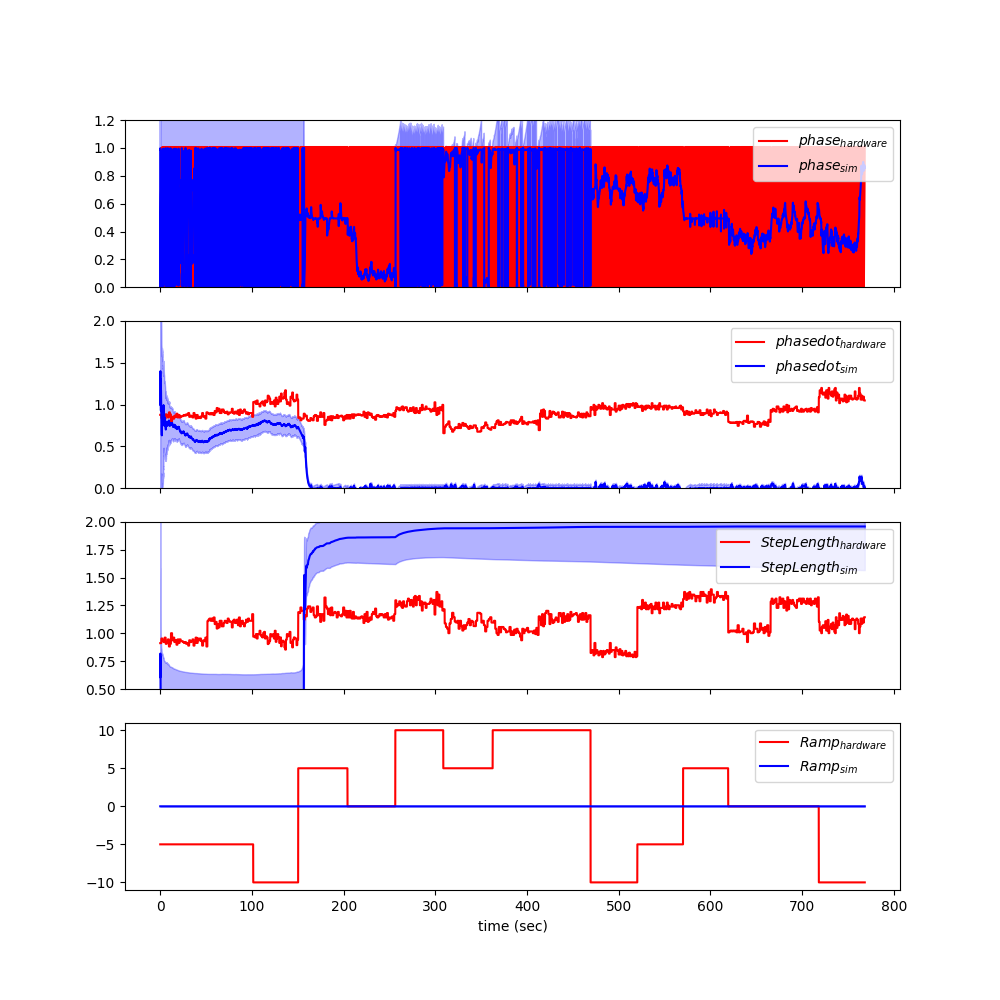 1.2
1.0
0.8
0.6
0.4
0.2
0.0
phase_hardware
phase_sim
2.0
1.5
1.0
0.5
0.0
phasedot_hardware
phasedot_sim
2.00
1.75
1.50
1.25
1.00
0.75
0.50
StepLength_hardware
StepLength_sim
10
5
0
−5
−10
Ramp_hardware
Ramp_sim
0 100 200 300 400 500 600 700 800
time (sec)